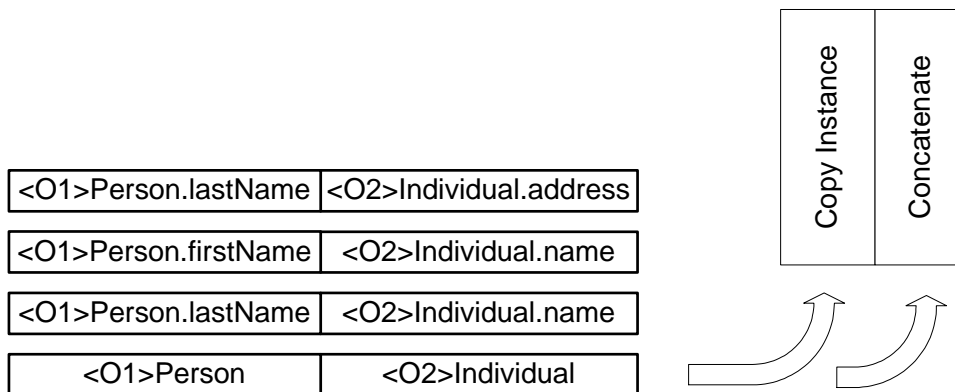 Copy Instance
Concatenate
<O1>Person.lastName <O2>Individual.address
<O1>Person.firstName <O2>Individual.name
<O1>Person.lastName <O2>Individual.name
<O1>Person <O2>Individual